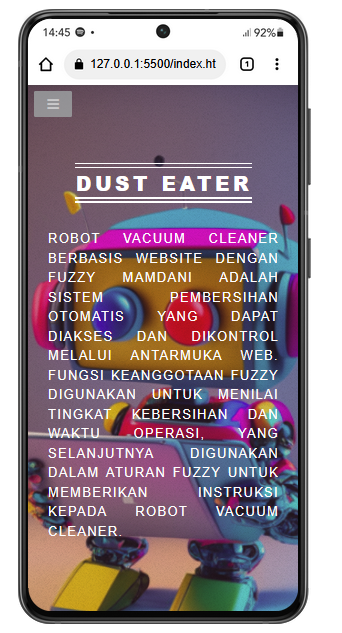 14:45
92%
127.0.0.1:5500/index.ht
1
DUST EATER
ROBOT VACUUM CLEANER
BERBASIS WEBSITE DENGAN
FUZZY MAMDANI ADALAH
SISTEM PEMBERSIHAN
OTOMATIS YANG DAPAT
DIAKSES DAN DIKONTROL
MELALUI ANTARMUKA WEB.
FUNGSI KEANGGOTAAN FUZZY
DIGUNAKAN UNTUK MENILAI
TINGKAT KEBERSIHAN DAN
WAKTU OPERASI, YANG
SELANJUTNYA DIGUNAKAN
DALAM ATURAN FUZZY UNTUK
MEMBERIKAN INSTRUKSI
KEPADA ROBOT VACUUM
CLEANER.